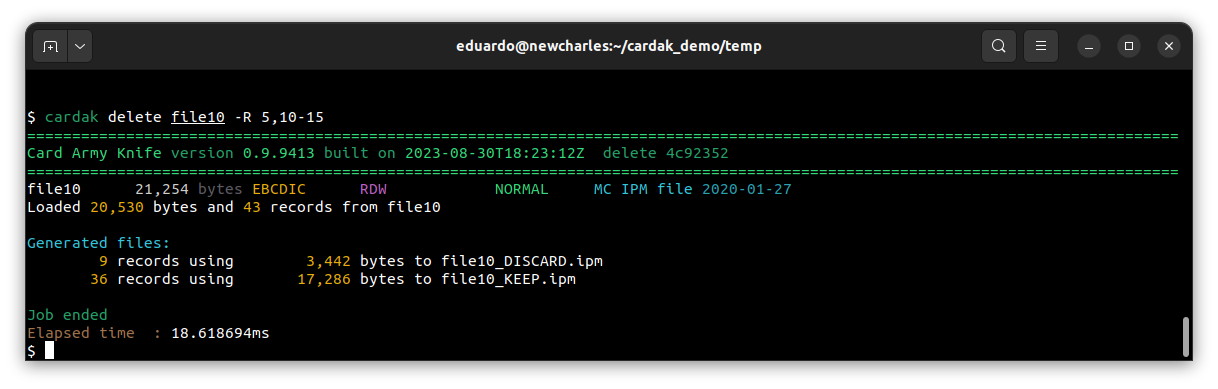 eduardo@newcharles:~/cardak_demo/temp
$ cardak delete file10 -R 5,10-15
================================================================================================================================
Card Army Knife version 0.9.9413 built on 2023-08-30T18:23:12Z  delete 4c92352
================================================================================================================================
file10      21,254 bytes EBCDIC      RDW            NORMAL     MC IPM file 2020-01-27
Loaded 20,530 bytes and 43 records from file10
Generated files:
        9 records using        3,442 bytes to file10_DISCARD.ipm
       36 records using       17,286 bytes to file10_KEEP.ipm
Job ended
Elapsed time  : 18.618694ms
$